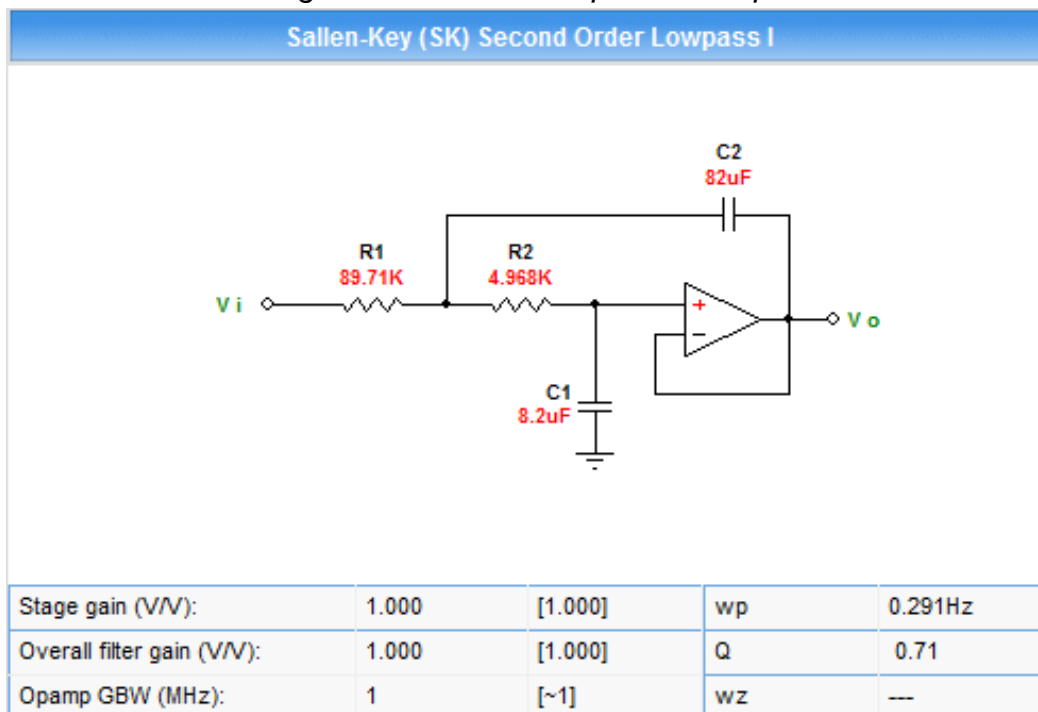 Sallen-Key (SK) Second Order Lowpass I
C2
82uF
R1
89.71K
R2
4.968K
V i
+
−
V o
C1
8.2uF
Stage gain (V/V): 1.000 [1.000] wp 0.291Hz
Overall filter gain (V/V): 1.000 [1.000] Q 0.71
Opamp GBW (MHz): 1 [~1] wz ---